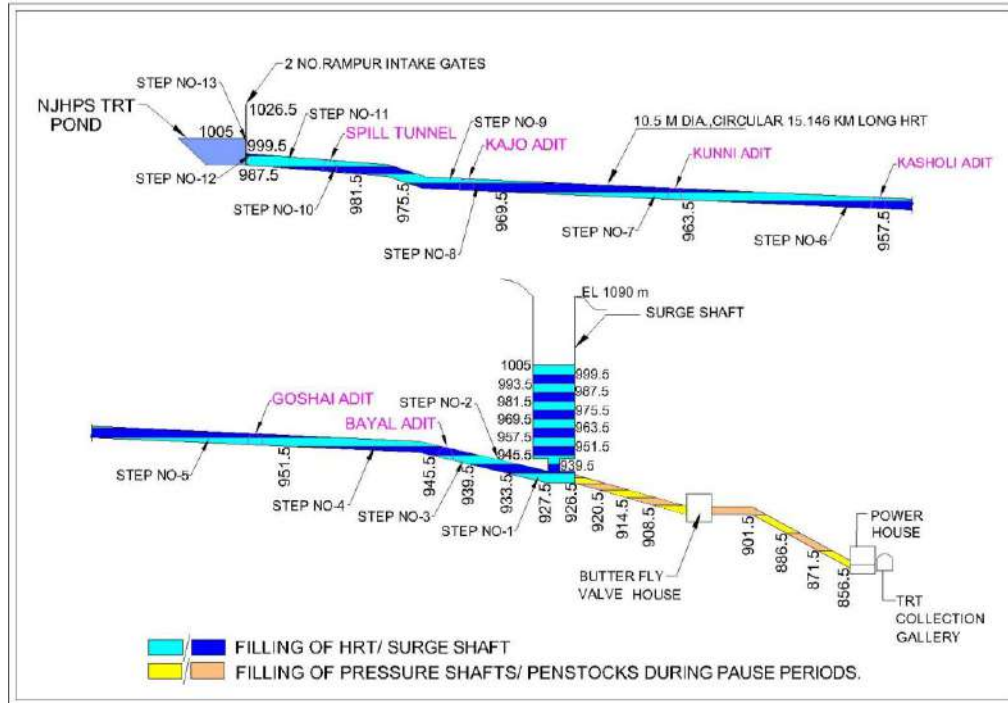 2 NO.RAMPUR INTAKE GATES
STEP NO-13
NJHPS TRT
POND
1026.5
STEP NO-11
1005
999.5
SPILL TUNNEL
STEP NO-9
KAJO ADIT
10.5 M DIA.,CIRCULAR 15.146 KM LONG HRT
KUNNI ADIT
KASHOLI ADIT
STEP NO-12
987.5
STEP NO-10
981.5
975.5
STEP NO-8
969.5
STEP NO-7
963.5
STEP NO-6
957.5
EL 1090 m
SURGE SHAFT
1005
999.5
993.5
987.5
981.5
975.5
969.5
963.5
957.5
951.5
945.5
939.5
GOSHAI ADIT
STEP NO-2
BAYAL ADIT
STEP NO-5
951.5
STEP NO-4
945.5
939.5
STEP NO-3
933.5
STEP NO-1
927.5
926.5
920.5
914.5
908.5
BUTTER FLY
VALVE HOUSE
901.5
886.5
871.5
856.5
POWER
HOUSE
TRT
COLLECTION
GALLERY
FILLING OF HRT/ SURGE SHAFT
FILLING OF PRESSURE SHAFTS/ PENSTOCKS DURING PAUSE PERIODS.